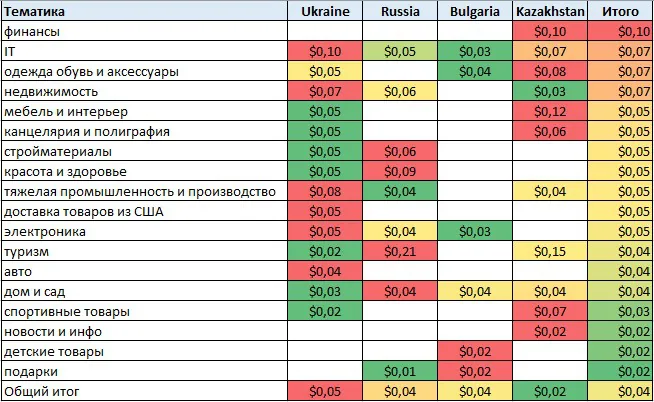 Тематика Ukraine Russia Bulgaria Kazakhstan Итого
финансы $0,10 $0,10
IT $0,10 $0,05 $0,03 $0,07 $0,07
одежда обувь и аксессуары $0,05 $0,04 $0,08 $0,07
недвижимость $0,07 $0,06 $0,03 $0,07
мебель и интерьер $0,05 $0,12 $0,05
канцелярия и полиграфия $0,05 $0,06 $0,05
стройматериалы $0,05 $0,06 $0,05
красота и здоровье $0,05 $0,09 $0,05
тяжелая промышленность и производство $0,08 $0,04 $0,04 $0,05
доставка товаров из США $0,05 $0,05
электроника $0,05 $0,04 $0,03 $0,05
туризм $0,02 $0,21 $0,15 $0,04
авто $0,04 $0,04
дом и сад $0,03 $0,04 $0,04 $0,04 $0,04
спортивные товары $0,02 $0,07 $0,03
новости и инфо $0,02 $0,02
детские товары $0,02 $0,02
подарки $0,01 $0,02 $0,02
Общий итог $0,05 $0,04 $0,04 $0,02 $0,04